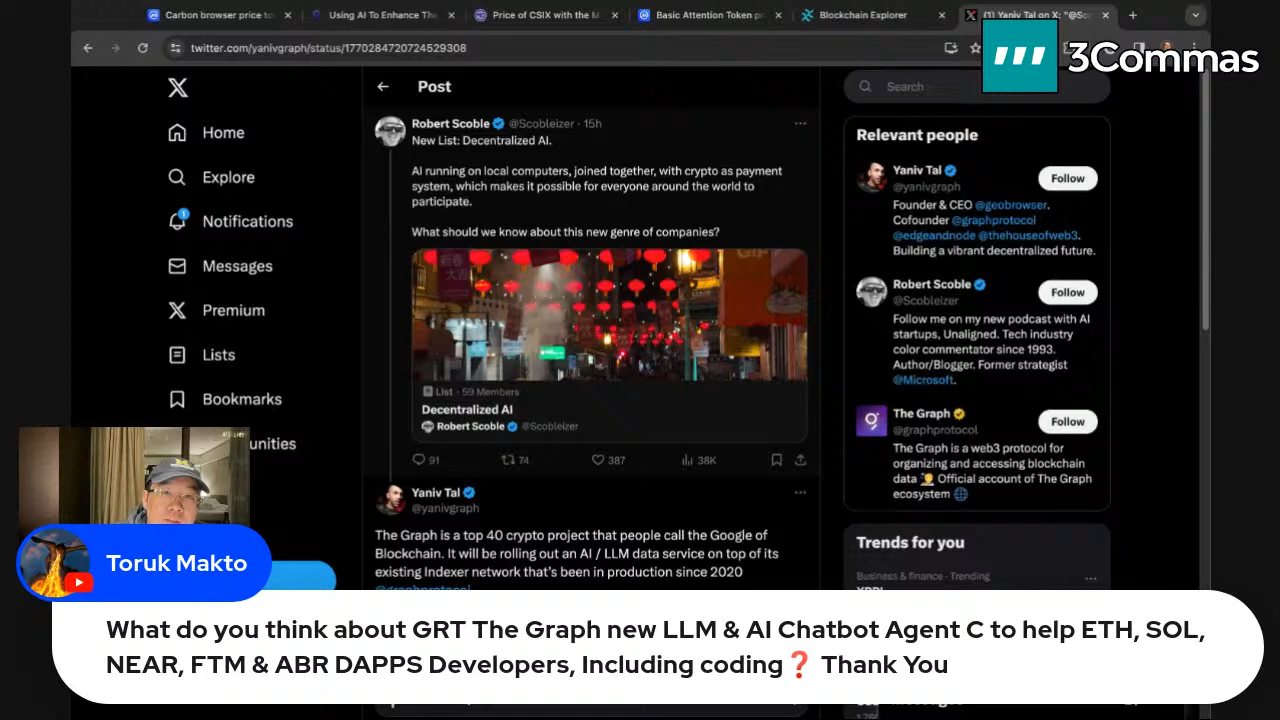 Carbon browser price to
Using AI To Enhance The
Price of CSIX with the M
Basic Attention Token p
Blockchain Explorer
(1) Yaniv Tal on X: "@Sco
twitter.com/yanivgraph/status/1770284720724529308
3Commas
Home
Explore
1
Notifications
Messages
Premium
Lists
Bookmarks
unities
Post
Robert Scoble @Scobleizer · 15h
New List: Decentralized AI.
AI running on local computers, joined together, with crypto as payment
system, which makes it possible for everyone around the world to
participate.
What should we know about this new genre of companies?
List · 59 Members
Decentralized AI
Robert Scoble @Scobleizer
91 74 387 38K
Yaniv Tal
@yanivgraph
The Graph is a top 40 crypto project that people call the Google of
Blockchain. It will be rolling out an AI / LLM data service on top of its
existing Indexer network that's been in production since 2020
@graphprotocol
Search
Relevant people
Yaniv Tal
@yanivgraph
Follow
Founder & CEO @geobrowser.
Cofounder @graphprotocol
@edgeandnode @thehouseofweb3.
Building a vibrant decentralized future.
Robert Scoble
@Scobleizer
Follow
Follow me on my new podcast with AI
startups, Unaligned. Tech industry
color commentator since 1993.
Author/Blogger. Former strategist
@Microsoft.
The Graph
@graphprotocol
Follow
The Graph is a web3 protocol for
organizing and accessing blockchain
data 👩‍🚀 Official account of The Graph
ecosystem 🌐
Trends for you
Business & finance · Trending
Toruk Makto
What do you think about GRT The Graph new LLM & AI Chatbot Agent C to help ETH, SOL,
NEAR, FTM & ABR DAPPS Developers, Including coding❓ Thank You